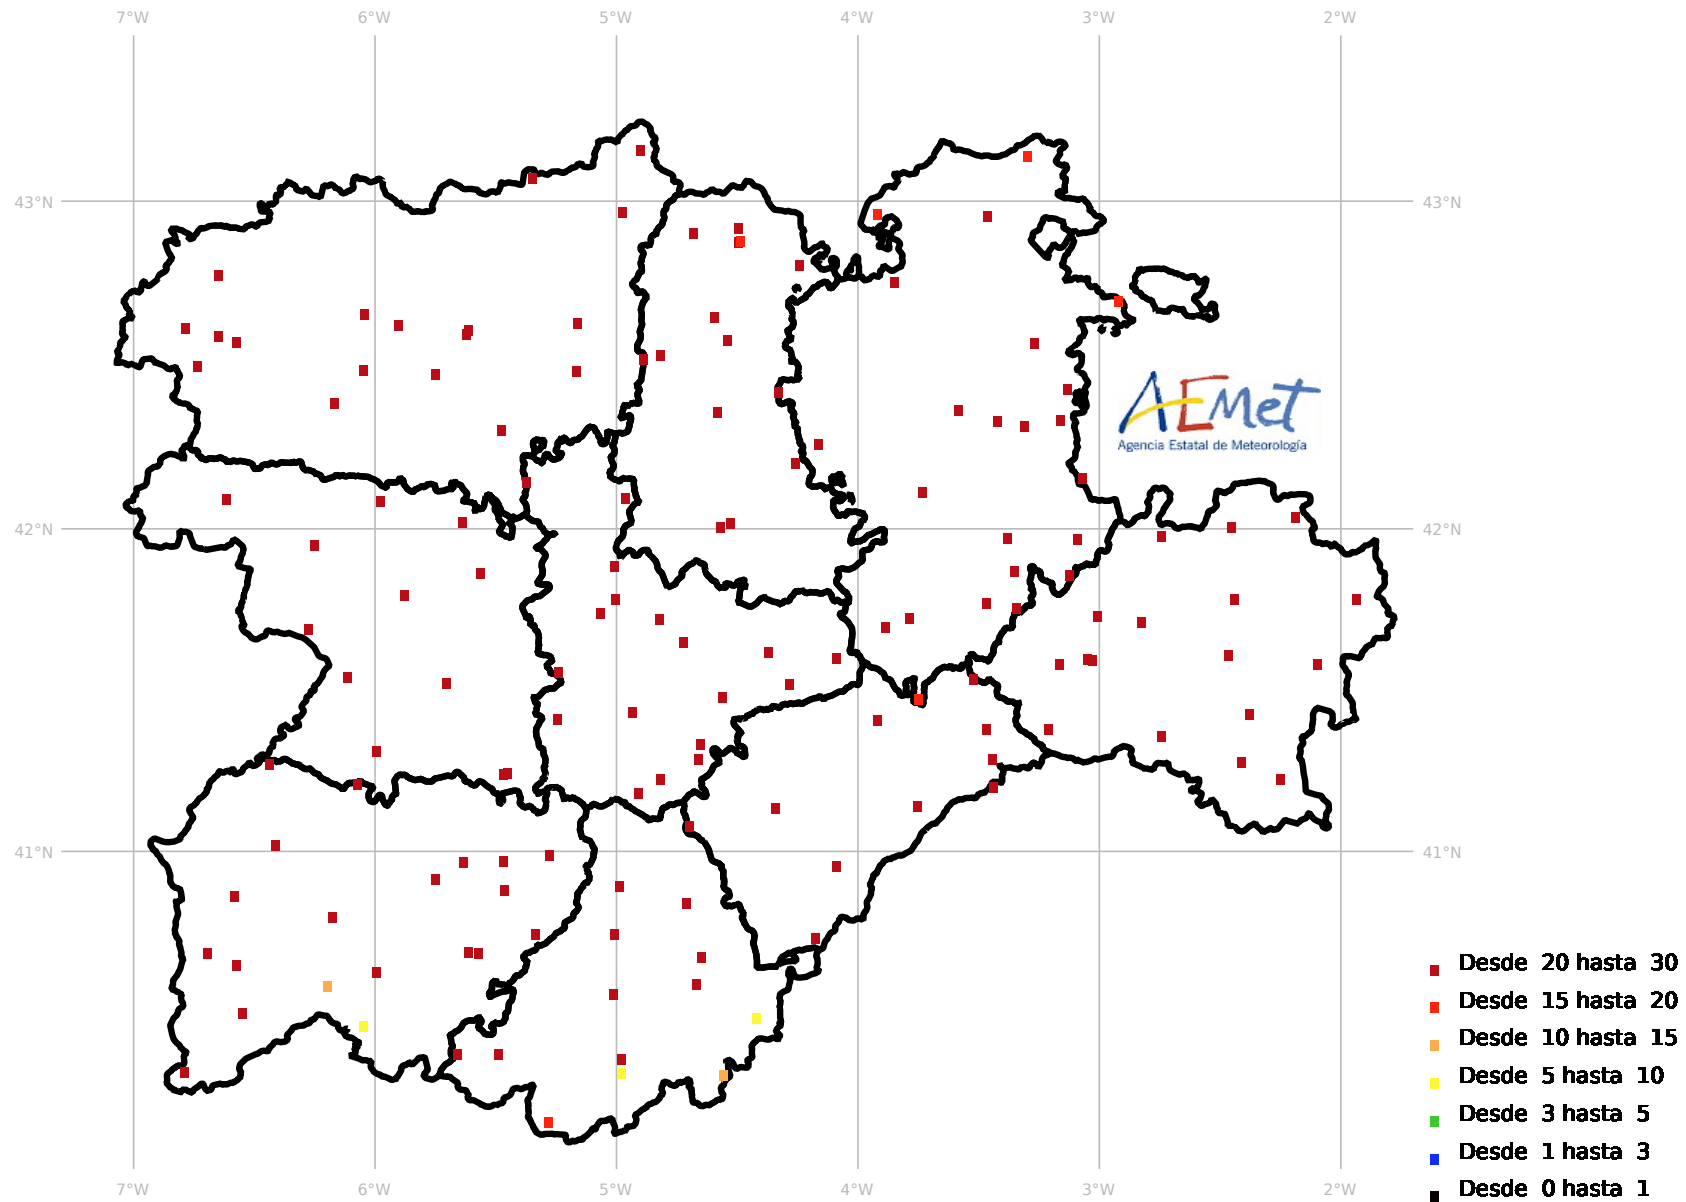 7°W 6°W 5°W 4°W 3°W 2°W
43°N 43°N
AEMet
Agencia Estatal de Meteorología
42°N 42°N
41°N 41°N
Desde 20 hasta 30
Desde 15 hasta 20
Desde 10 hasta 15
Desde 5 hasta 10
Desde 3 hasta 5
Desde 1 hasta 3
Desde 0 hasta 1
7°W 6°W 5°W 4°W 3°W 2°W